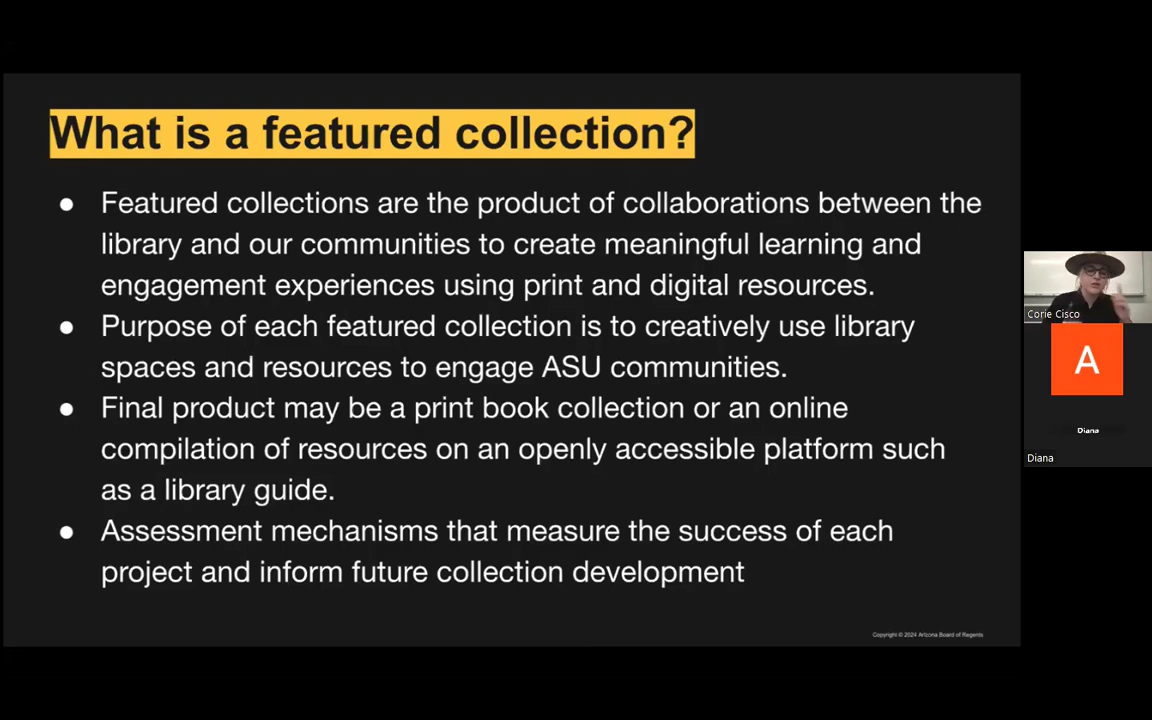 What is a featured collection?
● Featured collections are the product of collaborations between the
library and our communities to create meaningful learning and
engagement experiences using print and digital resources.
● Purpose of each featured collection is to creatively use library
spaces and resources to engage ASU communities.
● Final product may be a print book collection or an online
compilation of resources on an openly accessible platform such
as a library guide.
● Assessment mechanisms that measure the success of each
project and inform future collection development
Copyright © 2024 Arizona Board of Regents
Corie Cisco
A
Diana
Diana